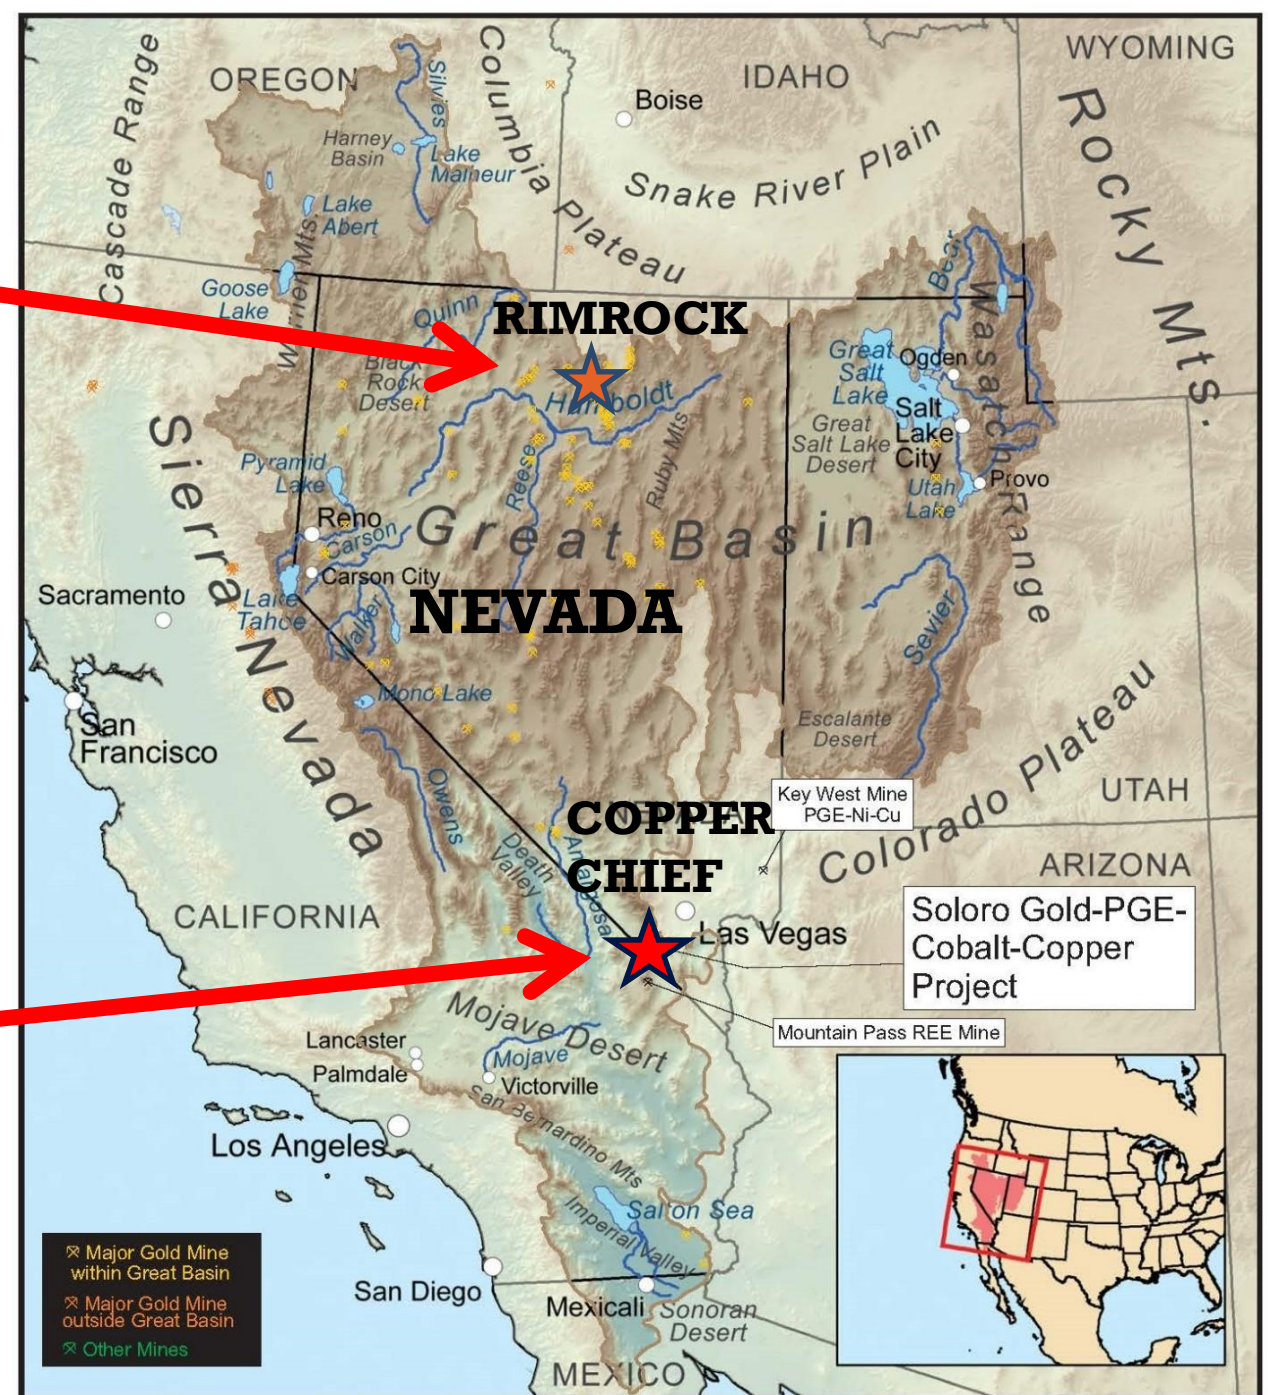 WYOMING
OREGON
IDAHO
Cascade Range
Columbia Plateau
Silvies
Boise
Rocky Mts.
Harney
Basin
Lake
Malheur
Snake River Plain
Lake
Abert
Warner Mts.
Goose
Lake
Bear
Quinn
RIMROCK
Wasatch Range
Black
Rock
Desert
Humboldt
Great
Salt
Lake
Ogden
Salt
Lake
City
Great
Salt Lake
Desert
Sierra Nevada
Pyramid
Lake
Reese
Ruby Mts
Utah
Lake
Provo
Reno
Carson
Great Basin
Carson City
Sacramento
Lake
Tahoe
Walker
NEVADA
Sevier
Mono Lake
San
Francisco
Escalante
Desert
Colorado Plateau
Owens
Key West Mine
PGE-Ni-Cu
UTAH
NEVADA
COPPER
CHIEF
Death
Valley
Amargosa
ARIZONA
CALIFORNIA
Las Vegas
Soloro Gold-PGE-
Cobalt-Copper
Project
Mojave Desert
Mountain Pass REE Mine
Lancaster
Palmdale
Mojave
Victorville
San Bernardino Mts
Los Angeles
Salton Sea
Imperial Valley
Major Gold Mine
within Great Basin
Major Gold Mine
outside Great Basin
Other Mines
San Diego
Mexicali
Sonoran
Desert
MEXICO